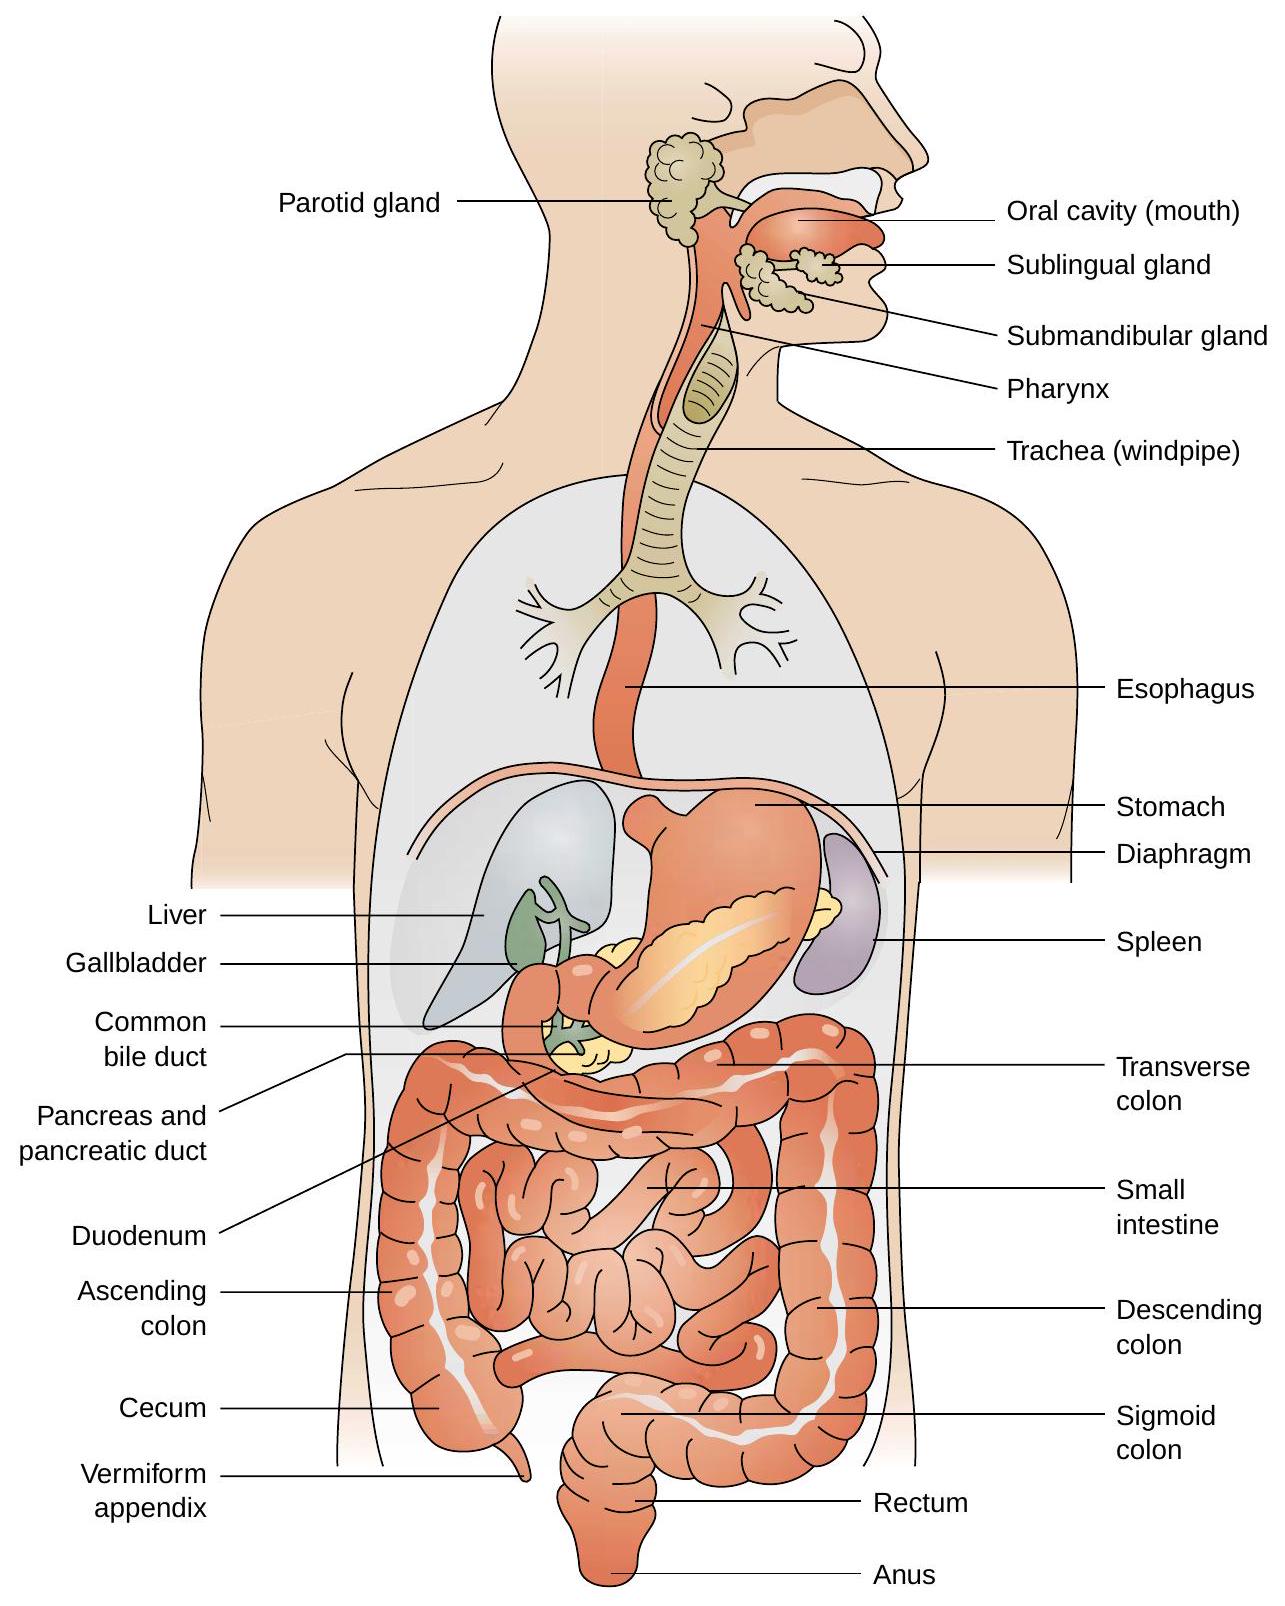 Parotid gland
Oral cavity (mouth)
Sublingual gland
Submandibular gland
Pharynx
Trachea (windpipe)
Esophagus
Stomach
Diaphragm
Liver
Spleen
Gallbladder
Common
bile duct
Transverse
colon
Pancreas and
pancreatic duct
Small
intestine
Duodenum
Ascending
colon
Descending
colon
Cecum
Sigmoid
colon
Vermiform
appendix
Rectum
Anus